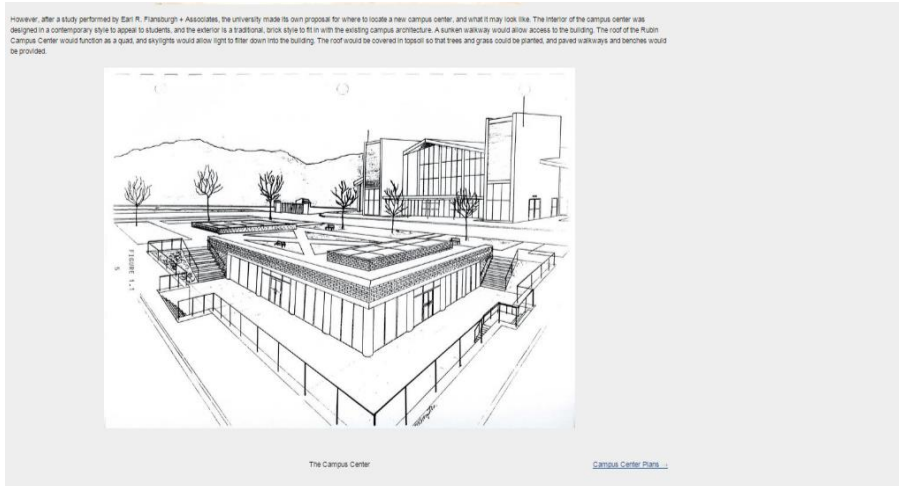 However, after a study performed by Earl R. Flansburgh + Associates, the university made its own proposal for where to locate a new campus center, and what it may look like. The interior of the campus center was
designed in a contemporary style to appeal to students, and the exterior is a traditional, brick style to fit in with the existing campus architecture. A sunken walkway would allow access to the building. The roof of the Rubin
Campus Center would function as a quad, and skylights would allow light to filter down into the building. The roof would be covered in topsoil so that trees and grass could be planted, and paved walkways and benches would
be provided.
FIGURE 5.1
5
The Campus Center
Campus Center Plans →